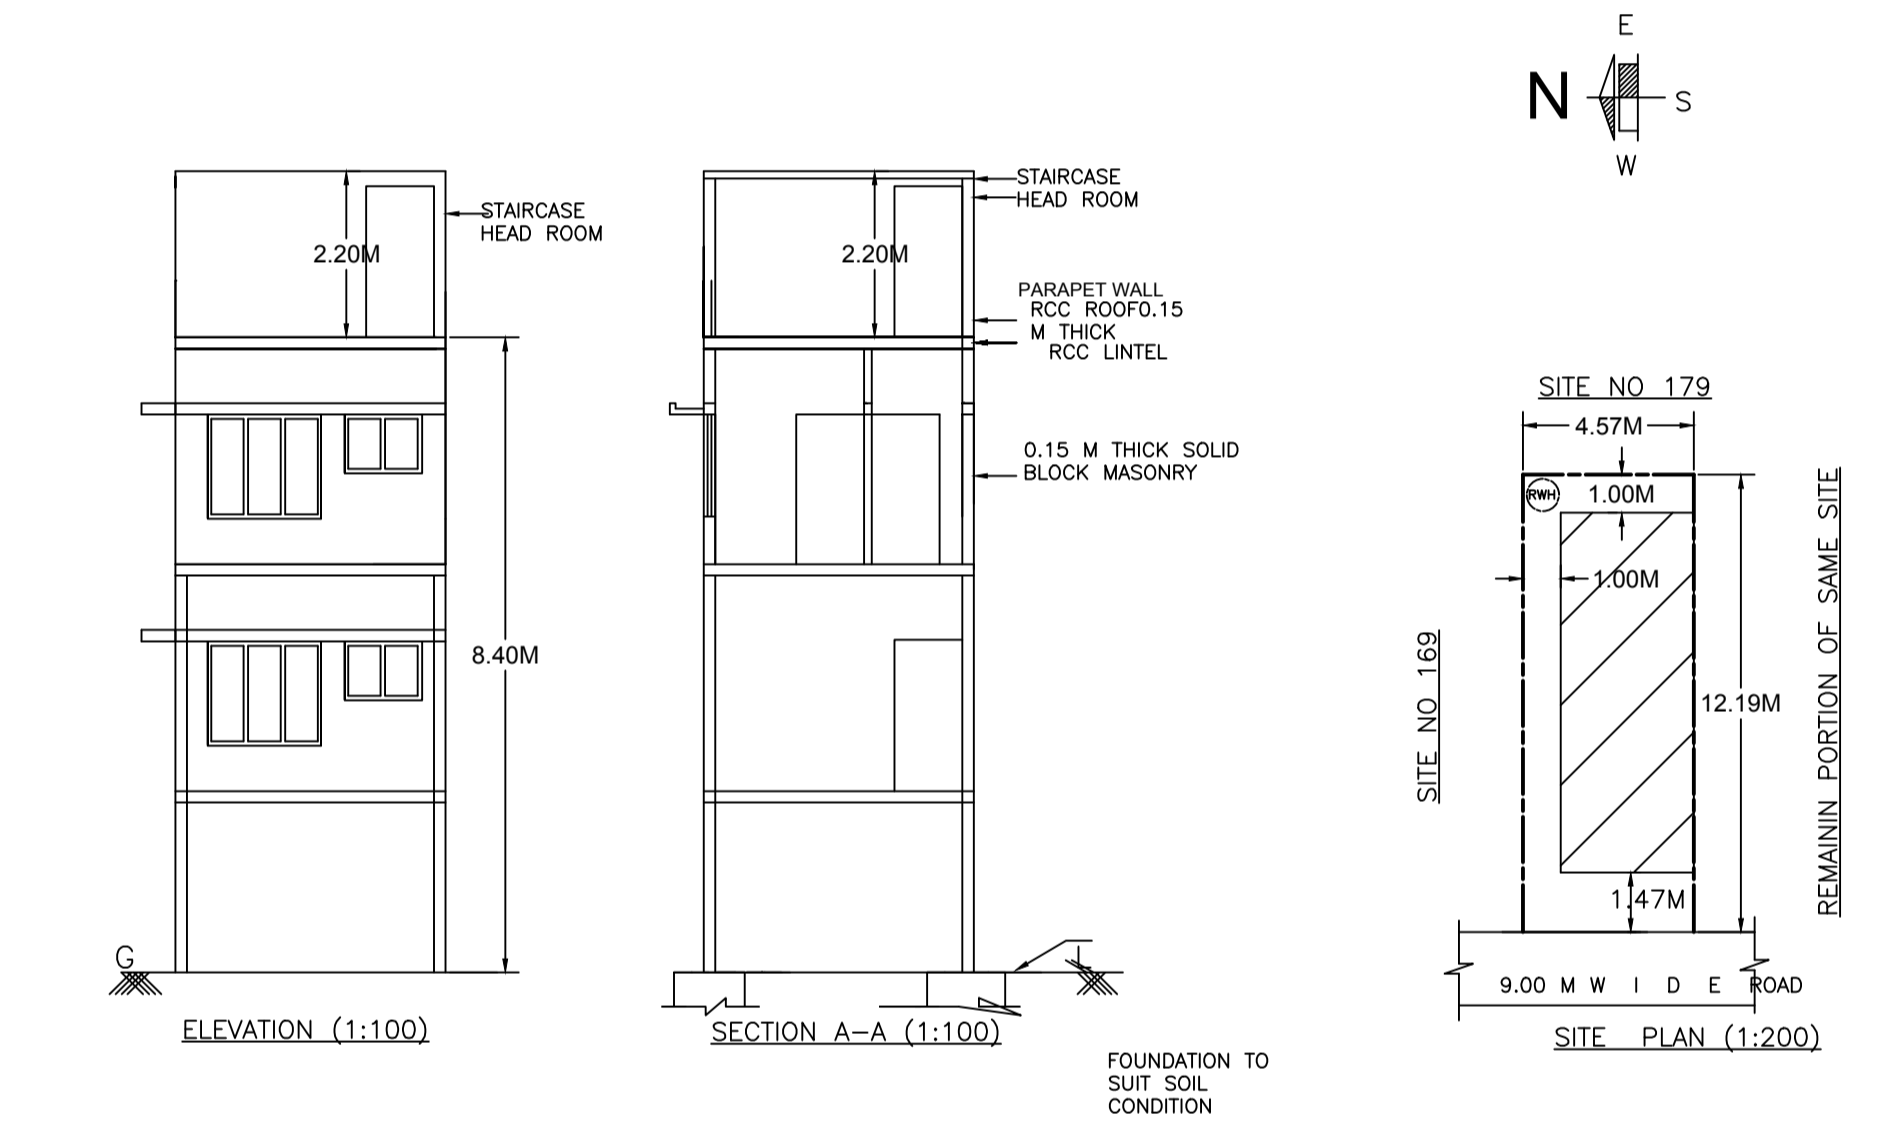 E
N
S
W
STAIRCASE
HEAD ROOM
2.20M
8.40M
G
ELEVATION (1:100)
STAIRCASE
HEAD ROOM
2.20M
PARAPET WALL
RCC ROOF0.15
M THICK
RCC LINTEL
0.15 M THICK SOLID
BLOCK MASONRY
L
SECTION A-A (1:100)
FOUNDATION TO
SUIT SOIL
CONDITION
SITE NO 179
4.57M
RWH
1.00M
1.00M
SITE NO 169
12.19M
REMAININ PORTION OF SAME SITE
1.47M
9.00 M W I D E ROAD
SITE PLAN (1:200)